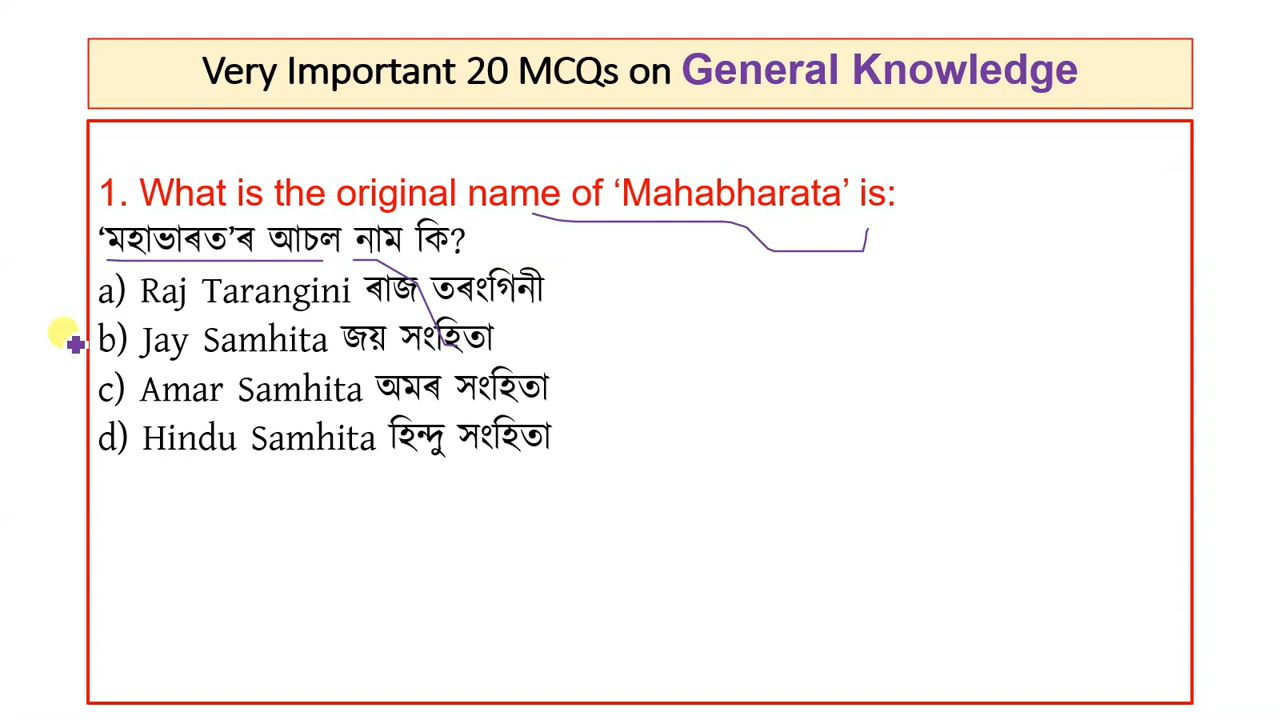 Very Important 20 MCQs on General Knowledge
1. What is the original name of ‘Mahabharata’ is:
‘মহাভাৰত’ৰ আচল নাম কি?
a) Raj Tarangini ৰাজ তৰংগিনী
b) Jay Samhita জয় সংহিতা
c) Amar Samhita অমৰ সংহিতা
d) Hindu Samhita হিন্দু সংহিতা